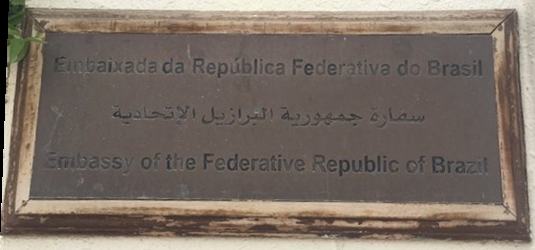 Embaixada da República Federativa do Brasil
سفارة جمهورية البرازيل الإتحادية
Embassy of the Federative Republic of Brazil